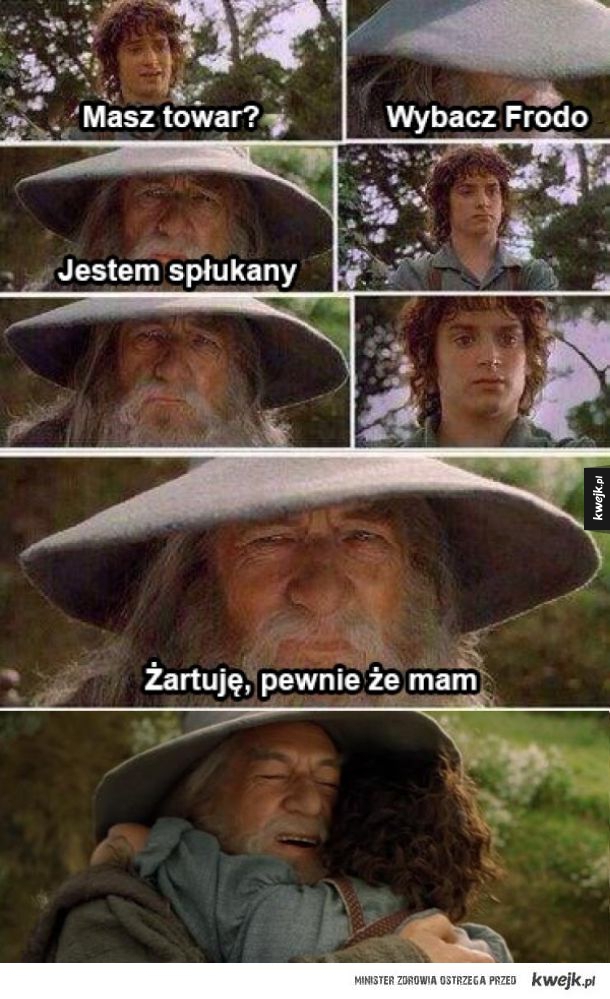 Masz towar?
Wybacz Frodo
Jestem spłukany
kwejk.pl
Żartuję, pewnie że mam
MINISTER ZDROWIA OSTRZEGA PRZED kwejk.pl